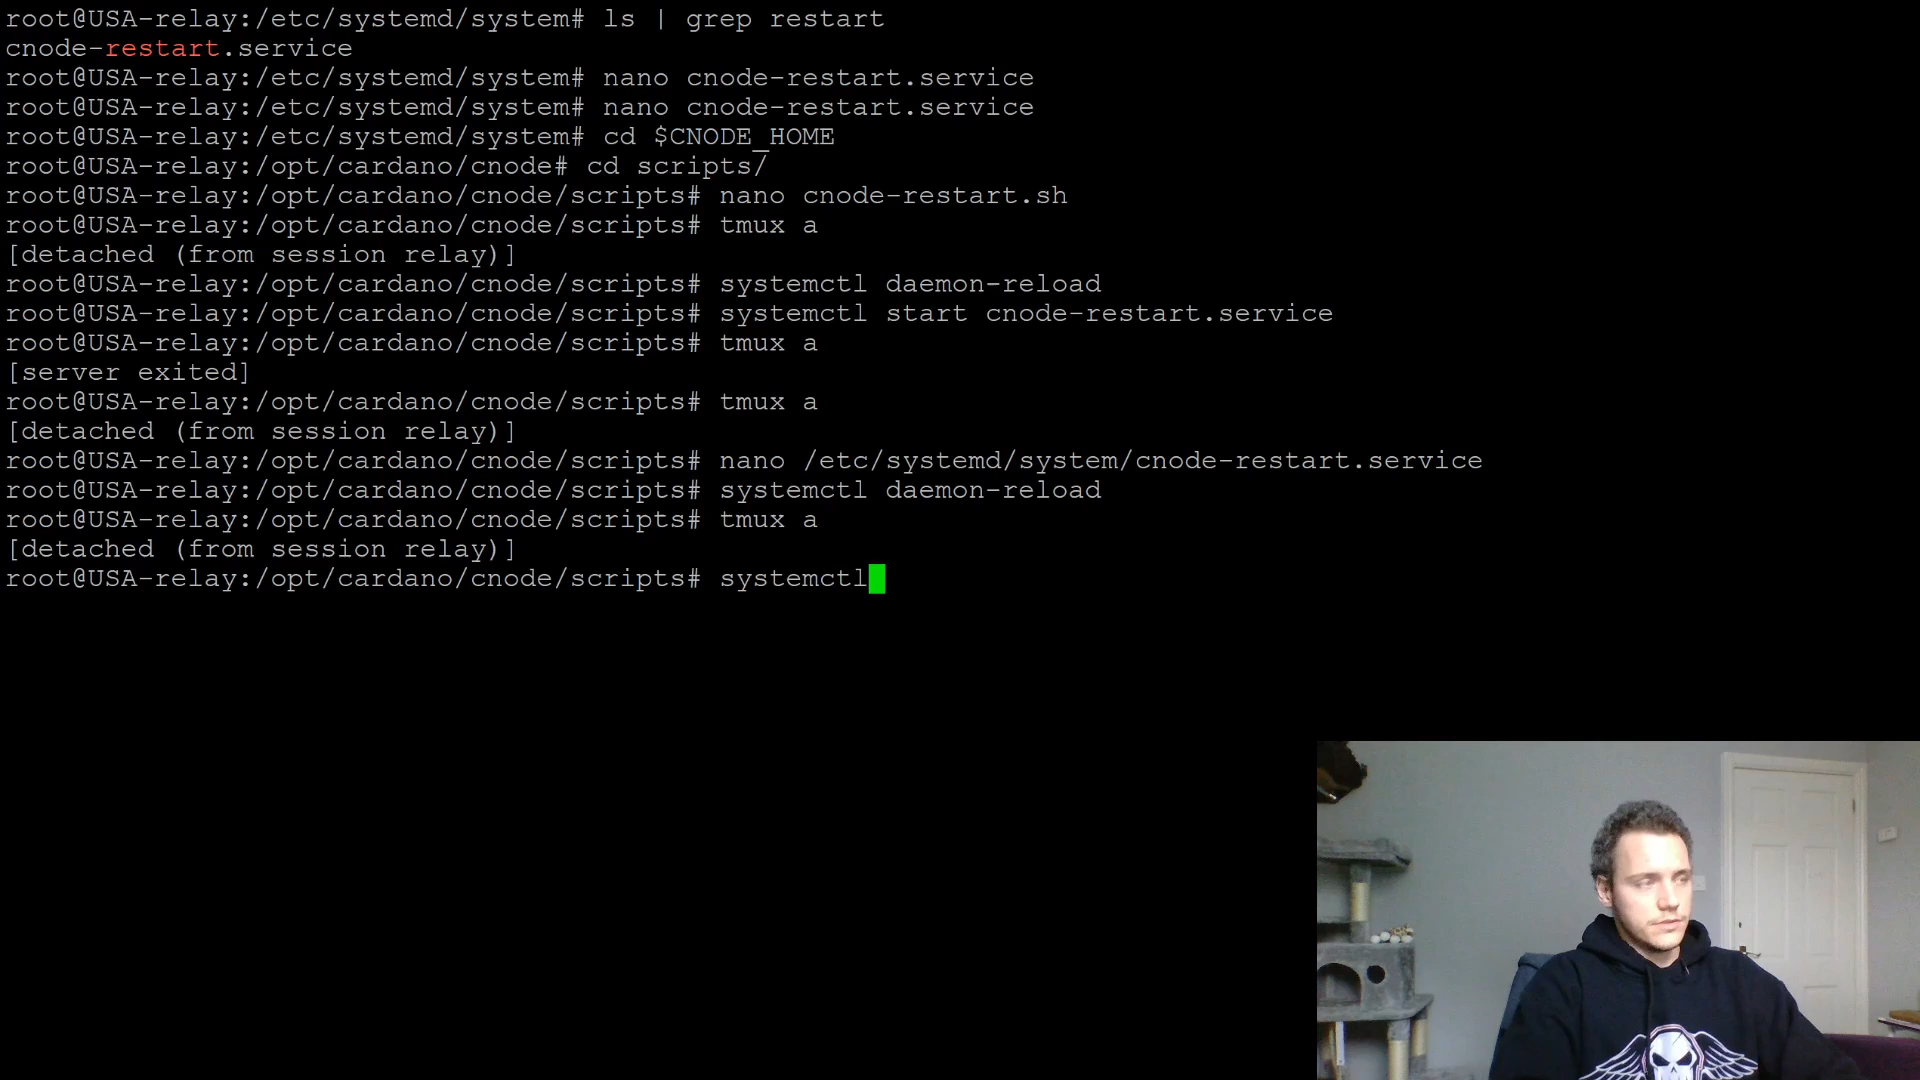 root@USA-relay:/etc/systemd/system# ls | grep restart
cnode-restart.service
root@USA-relay:/etc/systemd/system# nano cnode-restart.service
root@USA-relay:/etc/systemd/system# nano cnode-restart.service
root@USA-relay:/etc/systemd/system# cd $CNODE_HOME
root@USA-relay:/opt/cardano/cnode# cd scripts/
root@USA-relay:/opt/cardano/cnode/scripts# nano cnode-restart.sh
root@USA-relay:/opt/cardano/cnode/scripts# tmux a
[detached (from session relay)]
root@USA-relay:/opt/cardano/cnode/scripts# systemctl daemon-reload
root@USA-relay:/opt/cardano/cnode/scripts# systemctl start cnode-restart.service
root@USA-relay:/opt/cardano/cnode/scripts# tmux a
[server exited]
root@USA-relay:/opt/cardano/cnode/scripts# tmux a
[detached (from session relay)]
root@USA-relay:/opt/cardano/cnode/scripts# nano /etc/systemd/system/cnode-restart.service
root@USA-relay:/opt/cardano/cnode/scripts# systemctl daemon-reload
root@USA-relay:/opt/cardano/cnode/scripts# tmux a
[detached (from session relay)]
root@USA-relay:/opt/cardano/cnode/scripts# systemctl